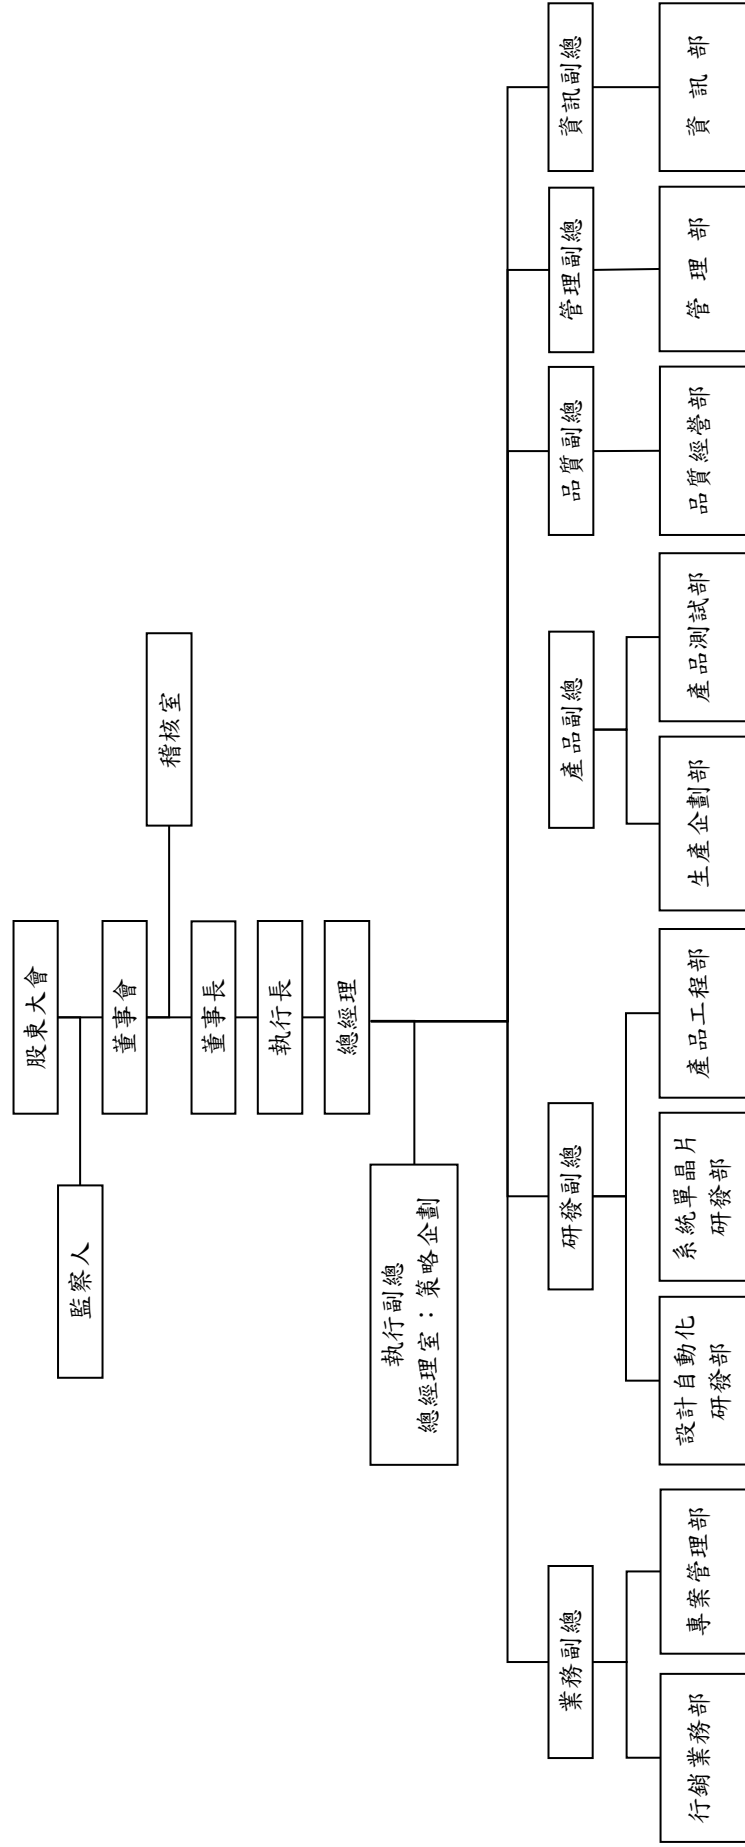 股東大會
監察人
董事會
稽核室
董事長
執行長
總經理
執行副總
總經理室：策略企劃
業務副總
研發副總
產品副總
品質副總
管理副總
資訊副總
行銷業務部
專案管理部
設計自動化
研發部
系統單晶片
研發部
產品工程部
生產企劃部
產品測試部
品質經營部
管理部
資訊部